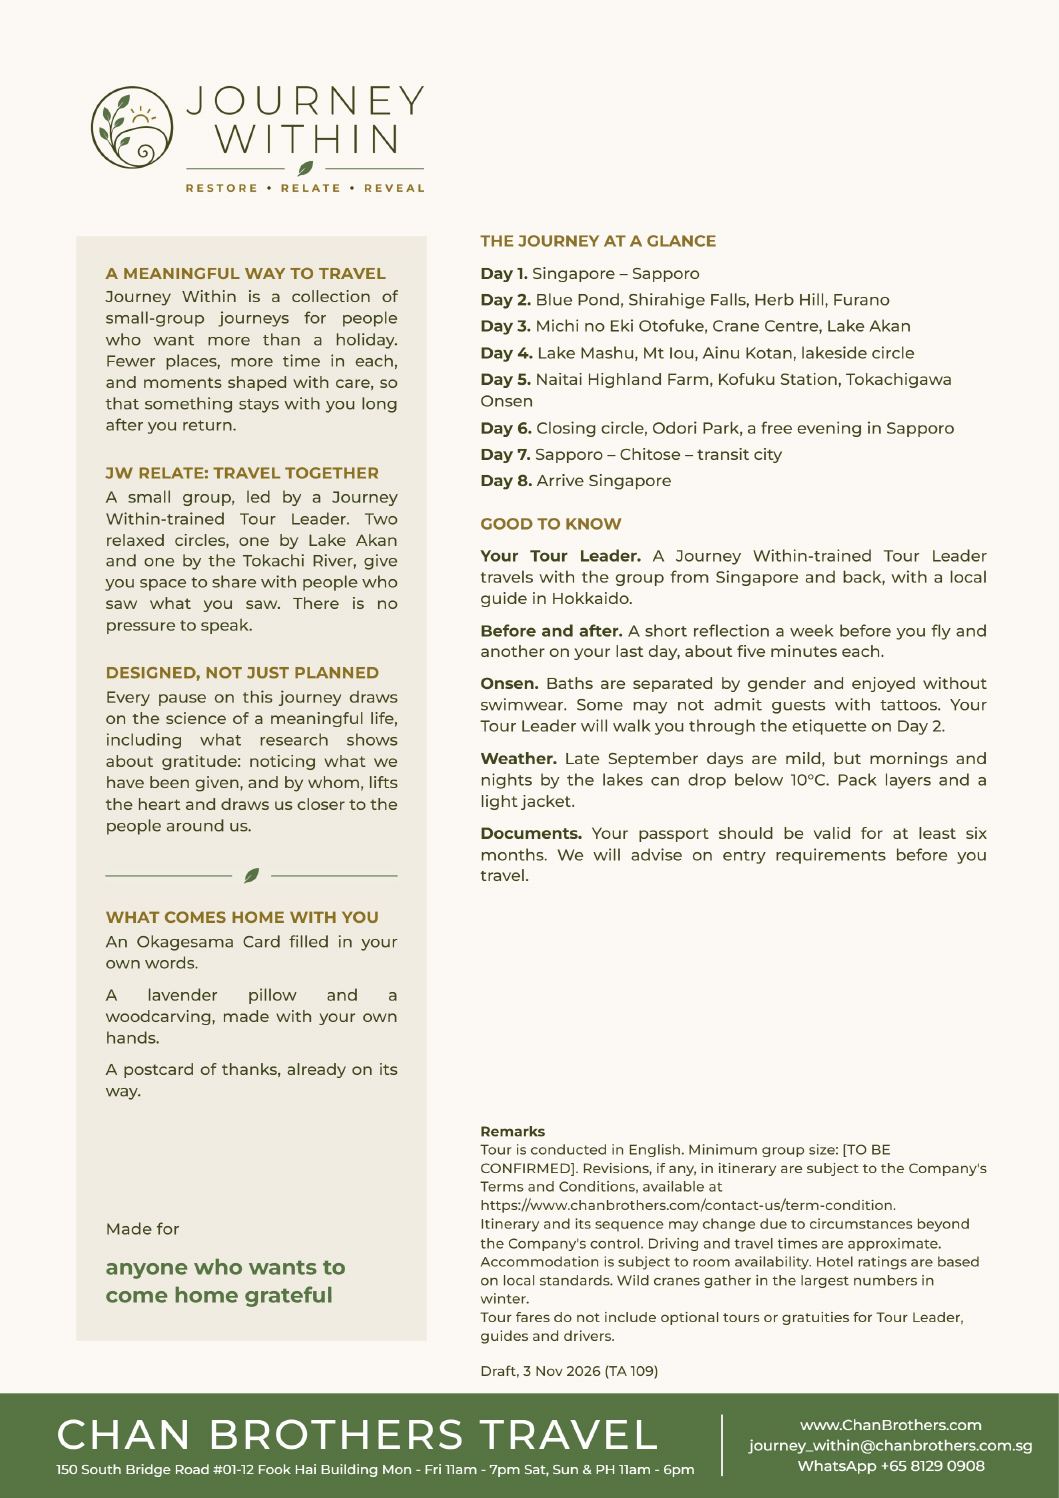 JOURNEY
WITHIN
RESTORE • RELATE • REVEAL
A MEANINGFUL WAY TO TRAVEL
Journey Within is a collection of
small-group journeys for people
who want more than a holiday.
Fewer places, more time in each,
and moments shaped with care, so
that something stays with you long
after you return.
JW RELATE: TRAVEL TOGETHER
A small group, led by a Journey
Within-trained Tour Leader. Two
relaxed circles, one by Lake Akan
and one by the Tokachi River, give
you space to share with people who
saw what you saw. There is no
pressure to speak.
DESIGNED, NOT JUST PLANNED
Every pause on this journey draws
on the science of a meaningful life,
including what research shows
about gratitude: noticing what we
have been given, and by whom, lifts
the heart and draws us closer to the
people around us.
WHAT COMES HOME WITH YOU
An Okagesama Card filled in your
own words.
A lavender pillow and a
woodcarving, made with your own
hands.
A postcard of thanks, already on its
way.
Made for
anyone who wants to
come home grateful
THE JOURNEY AT A GLANCE
Day 1. Singapore – Sapporo
Day 2. Blue Pond, Shirahige Falls, Herb Hill, Furano
Day 3. Michi no Eki Otofuke, Crane Centre, Lake Akan
Day 4. Lake Mashu, Mt Iou, Ainu Kotan, lakeside circle
Day 5. Naitai Highland Farm, Kofuku Station, Tokachigawa
Onsen
Day 6. Closing circle, Odori Park, a free evening in Sapporo
Day 7. Sapporo – Chitose – transit city
Day 8. Arrive Singapore
GOOD TO KNOW
Your Tour Leader. A Journey Within-trained Tour Leader
travels with the group from Singapore and back, with a local
guide in Hokkaido.
Before and after. A short reflection a week before you fly and
another on your last day, about five minutes each.
Onsen. Baths are separated by gender and enjoyed without
swimwear. Some may not admit guests with tattoos. Your
Tour Leader will walk you through the etiquette on Day 2.
Weather. Late September days are mild, but mornings and
nights by the lakes can drop below 10°C. Pack layers and a
light jacket.
Documents. Your passport should be valid for at least six
months. We will advise on entry requirements before you
travel.
Remarks
Tour is conducted in English. Minimum group size: [TO BE
CONFIRMED]. Revisions, if any, in itinerary are subject to the Company's
Terms and Conditions, available at
https://www.chanbrothers.com/contact-us/term-condition.
Itinerary and its sequence may change due to circumstances beyond
the Company's control. Driving and travel times are approximate.
Accommodation is subject to room availability. Hotel ratings are based
on local standards. Wild cranes gather in the largest numbers in
winter.
Tour fares do not include optional tours or gratuities for Tour Leader,
guides and drivers.
Draft, 3 Nov 2026 (TA 109)
CHAN BROTHERS TRAVEL
150 South Bridge Road #01-12 Fook Hai Building Mon - Fri 11am - 7pm Sat, Sun & PH 11am - 6pm
www.ChanBrothers.com
journey_within@chanbrothers.com.sg
WhatsApp +65 8129 0908